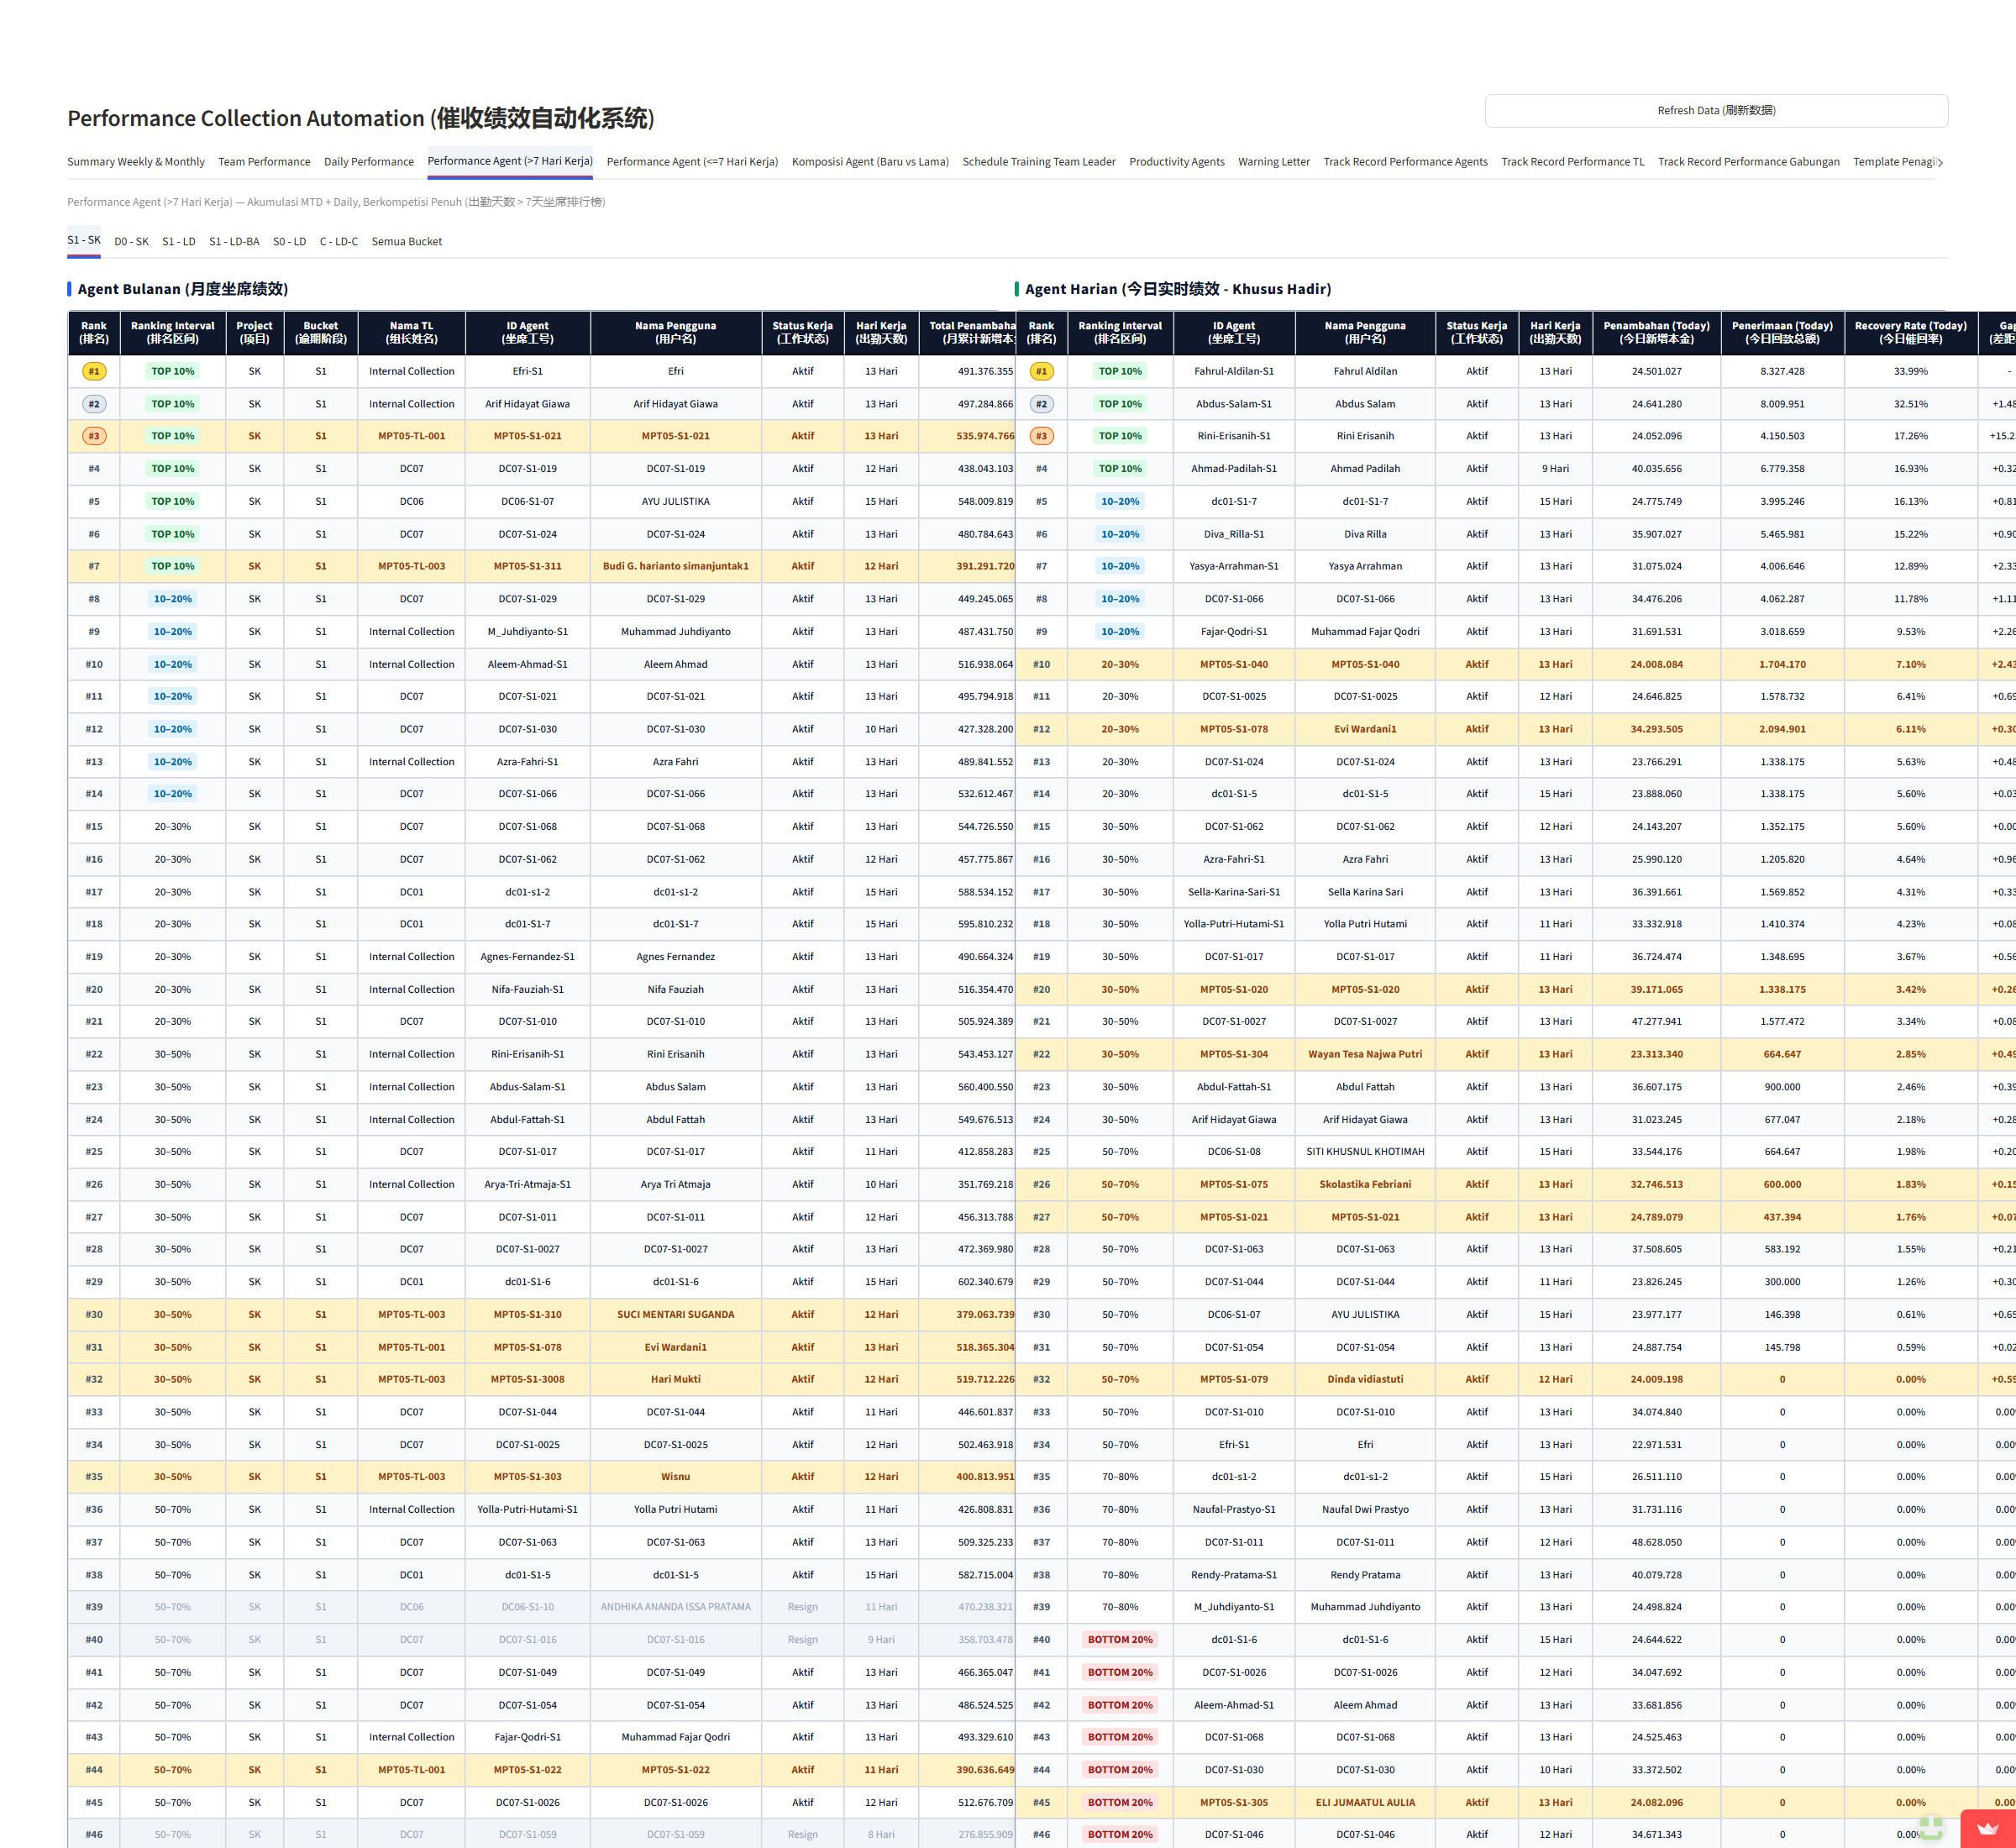 Performance Collection Automation (催收绩效自动化系统)
Refresh Data (刷新数据)
Summary Weekly & Monthly Team Performance Daily Performance Performance Agent (>7 Hari Kerja) Performance Agent (<=7 Hari Kerja) Komposisi Agent (Baru vs Lama) Schedule Training Team Leader Productivity Agents Warning Letter Track Record Performance Agents Track Record Performance TL Track Record Performance Gabungan Template Penagi
Performance Agent (>7 Hari Kerja) — Akumulasi MTD + Daily, Berkompetisi Penuh (出勤天数 > 7天坐席排行榜)
S1 - SK D0 - SK S1 - LD S1 - LD-BA S0 - LD C - LD-C Semua Bucket
Agent Bulanan (月度坐席绩效)
Rank Ranking Interval Project Bucket Nama TL ID Agent Nama Pengguna Status Kerja Hari Kerja Total Penambaha
(排名) (排名区间) (项目) (逾期阶段) (组长姓名) (坐席工号) (用户名) (工作状态) (出勤天数) (月累计新增本
#1 TOP 10% SK S1 Internal Collection Efri-S1 Efri Aktif 13 Hari 491.376.355
#2 TOP 10% SK S1 Internal Collection Arif Hidayat Giawa Arif Hidayat Giawa Aktif 13 Hari 497.284.866
#3 TOP 10% SK S1 MPT05-TL-001 MPT05-S1-021 MPT05-S1-021 Aktif 13 Hari 535.974.766
#4 TOP 10% SK S1 DC07 DC07-S1-019 DC07-S1-019 Aktif 12 Hari 438.043.103
#5 TOP 10% SK S1 DC06 DC06-S1-07 AYU JULISTIKA Aktif 15 Hari 548.009.819
#6 TOP 10% SK S1 DC07 DC07-S1-024 DC07-S1-024 Aktif 13 Hari 480.784.643
#7 TOP 10% SK S1 MPT05-TL-003 MPT05-S1-311 Budi G. harianto simanjuntak1 Aktif 12 Hari 391.291.720
#8 10–20% SK S1 DC07 DC07-S1-029 DC07-S1-029 Aktif 13 Hari 449.245.065
#9 10–20% SK S1 Internal Collection M_Juhdiyanto-S1 Muhammad Juhdiyanto Aktif 13 Hari 487.431.750
#10 10–20% SK S1 Internal Collection Aleem-Ahmad-S1 Aleem Ahmad Aktif 13 Hari 516.938.064
#11 10–20% SK S1 DC07 DC07-S1-021 DC07-S1-021 Aktif 13 Hari 495.794.918
#12 10–20% SK S1 DC07 DC07-S1-030 DC07-S1-030 Aktif 10 Hari 427.328.200
#13 10–20% SK S1 Internal Collection Azra-Fahri-S1 Azra Fahri Aktif 13 Hari 489.841.552
#14 10–20% SK S1 DC07 DC07-S1-066 DC07-S1-066 Aktif 13 Hari 532.612.467
#15 20–30% SK S1 DC07 DC07-S1-068 DC07-S1-068 Aktif 13 Hari 544.726.550
#16 20–30% SK S1 DC07 DC07-S1-062 DC07-S1-062 Aktif 12 Hari 457.775.867
#17 20–30% SK S1 DC01 dc01-s1-2 dc01-s1-2 Aktif 15 Hari 588.534.152
#18 20–30% SK S1 DC01 dc01-S1-7 dc01-S1-7 Aktif 15 Hari 595.810.232
#19 20–30% SK S1 Internal Collection Agnes-Fernandez-S1 Agnes Fernandez Aktif 13 Hari 490.664.324
#20 20–30% SK S1 Internal Collection Nifa-Fauziah-S1 Nifa Fauziah Aktif 13 Hari 516.354.470
#21 20–30% SK S1 DC07 DC07-S1-010 DC07-S1-010 Aktif 13 Hari 505.924.389
#22 30–50% SK S1 Internal Collection Rini-Erisanih-S1 Rini Erisanih Aktif 13 Hari 543.453.127
#23 30–50% SK S1 Internal Collection Abdus-Salam-S1 Abdus Salam Aktif 13 Hari 560.400.550
#24 30–50% SK S1 Internal Collection Abdul-Fattah-S1 Abdul Fattah Aktif 13 Hari 549.676.513
#25 30–50% SK S1 DC07 DC07-S1-017 DC07-S1-017 Aktif 11 Hari 412.858.283
#26 30–50% SK S1 Internal Collection Arya-Tri-Atmaja-S1 Arya Tri Atmaja Aktif 10 Hari 351.769.218
#27 30–50% SK S1 DC07 DC07-S1-011 DC07-S1-011 Aktif 12 Hari 456.313.788
#28 30–50% SK S1 DC07 DC07-S1-0027 DC07-S1-0027 Aktif 13 Hari 472.369.980
#29 30–50% SK S1 DC01 dc01-S1-6 dc01-S1-6 Aktif 15 Hari 602.340.679
#30 30–50% SK S1 MPT05-TL-003 MPT05-S1-310 SUCI MENTARI SUGANDA Aktif 12 Hari 379.063.739
#31 30–50% SK S1 MPT05-TL-001 MPT05-S1-078 Evi Wardani1 Aktif 13 Hari 518.365.304
#32 30–50% SK S1 MPT05-TL-003 MPT05-S1-3008 Hari Mukti Aktif 12 Hari 519.712.226
#33 30–50% SK S1 DC07 DC07-S1-044 DC07-S1-044 Aktif 11 Hari 446.601.837
#34 30–50% SK S1 DC07 DC07-S1-0025 DC07-S1-0025 Aktif 12 Hari 502.463.918
#35 30–50% SK S1 MPT05-TL-003 MPT05-S1-303 Wisnu Aktif 12 Hari 400.813.951
#36 50–70% SK S1 Internal Collection Yolla-Putri-Hutami-S1 Yolla Putri Hutami Aktif 11 Hari 426.808.831
#37 50–70% SK S1 DC07 DC07-S1-063 DC07-S1-063 Aktif 13 Hari 509.325.233
#38 50–70% SK S1 DC01 dc01-S1-5 dc01-S1-5 Aktif 15 Hari 582.715.004
#39 50–70% SK S1 DC06 DC06-S1-10 ANDHIKA ANANDA ISSA PRATAMA Resign 11 Hari 470.238.321
#40 50–70% SK S1 DC07 DC07-S1-016 DC07-S1-016 Resign 9 Hari 358.703.478
#41 50–70% SK S1 DC07 DC07-S1-049 DC07-S1-049 Aktif 13 Hari 466.365.047
#42 50–70% SK S1 DC07 DC07-S1-054 DC07-S1-054 Aktif 13 Hari 486.524.525
#43 50–70% SK S1 Internal Collection Fajar-Qodri-S1 Muhammad Fajar Qodri Aktif 13 Hari 493.329.610
#44 50–70% SK S1 MPT05-TL-001 MPT05-S1-022 MPT05-S1-022 Aktif 11 Hari 390.636.649
#45 50–70% SK S1 DC07 DC07-S1-0026 DC07-S1-0026 Aktif 12 Hari 512.676.709
#46 50–70% SK S1 DC07 DC07-S1-059 DC07-S1-059 Resign 8 Hari 276.855.909
Agent Harian (今日实时绩效 - Khusus Hadir)
Rank Ranking Interval ID Agent Nama Pengguna Status Kerja Hari Kerja Penambahan (Today) Penerimaan (Today) Recovery Rate (Today) Gap
(排名) (排名区间) (坐席工号) (用户名) (工作状态) (出勤天数) (今日新增本金) (今日回款总额) (今日催回率) (差距
#1 TOP 10% Fahrul-Aldilan-S1 Fahrul Aldilan Aktif 13 Hari 24.501.027 8.327.428 33.99% -
#2 TOP 10% Abdus-Salam-S1 Abdus Salam Aktif 13 Hari 24.641.280 8.009.951 32.51% +1.48
#3 TOP 10% Rini-Erisanih-S1 Rini Erisanih Aktif 13 Hari 24.052.096 4.150.503 17.26% +15.2
#4 TOP 10% Ahmad-Padilah-S1 Ahmad Padilah Aktif 9 Hari 40.035.656 6.779.358 16.93% +0.32
#5 10–20% dc01-S1-7 dc01-S1-7 Aktif 15 Hari 24.775.749 3.995.246 16.13% +0.81
#6 10–20% Diva_Rilla-S1 Diva Rilla Aktif 13 Hari 35.907.027 5.465.981 15.22% +0.90
#7 10–20% Yasya-Arrahman-S1 Yasya Arrahman Aktif 13 Hari 31.075.024 4.006.646 12.89% +2.33
#8 10–20% DC07-S1-066 DC07-S1-066 Aktif 13 Hari 34.476.206 4.062.287 11.78% +1.11
#9 10–20% Fajar-Qodri-S1 Muhammad Fajar Qodri Aktif 13 Hari 31.691.531 3.018.659 9.53% +2.26
#10 20–30% MPT05-S1-040 MPT05-S1-040 Aktif 13 Hari 24.008.084 1.704.170 7.10% +2.43
#11 20–30% DC07-S1-0025 DC07-S1-0025 Aktif 12 Hari 24.646.825 1.578.732 6.41% +0.69
#12 20–30% MPT05-S1-078 Evi Wardani1 Aktif 13 Hari 34.293.505 2.094.901 6.11% +0.30
#13 20–30% DC07-S1-024 DC07-S1-024 Aktif 13 Hari 23.766.291 1.338.175 5.63% +0.48
#14 20–30% dc01-S1-5 dc01-S1-5 Aktif 15 Hari 23.888.060 1.338.175 5.60% +0.03
#15 30–50% DC07-S1-062 DC07-S1-062 Aktif 12 Hari 24.143.207 1.352.175 5.60% +0.00
#16 30–50% Azra-Fahri-S1 Azra Fahri Aktif 13 Hari 25.990.120 1.205.820 4.64% +0.96
#17 30–50% Sella-Karina-Sari-S1 Sella Karina Sari Aktif 13 Hari 36.391.661 1.569.852 4.31% +0.33
#18 30–50% Yolla-Putri-Hutami-S1 Yolla Putri Hutami Aktif 11 Hari 33.332.918 1.410.374 4.23% +0.08
#19 30–50% DC07-S1-017 DC07-S1-017 Aktif 11 Hari 36.724.474 1.348.695 3.67% +0.56
#20 30–50% MPT05-S1-020 MPT05-S1-020 Aktif 13 Hari 39.171.065 1.338.175 3.42% +0.26
#21 30–50% DC07-S1-0027 DC07-S1-0027 Aktif 13 Hari 47.277.941 1.577.472 3.34% +0.08
#22 30–50% MPT05-S1-304 Wayan Tesa Najwa Putri Aktif 13 Hari 23.313.340 664.647 2.85% +0.49
#23 30–50% Abdul-Fattah-S1 Abdul Fattah Aktif 13 Hari 36.607.175 900.000 2.46% +0.39
#24 30–50% Arif Hidayat Giawa Arif Hidayat Giawa Aktif 13 Hari 31.023.245 677.047 2.18% +0.28
#25 50–70% DC06-S1-08 SITI KHUSNUL KHOTIMAH Aktif 15 Hari 33.544.176 664.647 1.98% +0.20
#26 50–70% MPT05-S1-075 Skolastika Febriani Aktif 13 Hari 32.746.513 600.000 1.83% +0.15
#27 50–70% MPT05-S1-021 MPT05-S1-021 Aktif 13 Hari 24.789.079 437.394 1.76% +0.07
#28 50–70% DC07-S1-063 DC07-S1-063 Aktif 13 Hari 37.508.605 583.192 1.55% +0.21
#29 50–70% DC07-S1-044 DC07-S1-044 Aktif 11 Hari 23.826.245 300.000 1.26% +0.30
#30 50–70% DC06-S1-07 AYU JULISTIKA Aktif 15 Hari 23.977.177 146.398 0.61% +0.65
#31 50–70% DC07-S1-054 DC07-S1-054 Aktif 13 Hari 24.887.754 145.798 0.59% +0.02
#32 50–70% MPT05-S1-079 Dinda vidiastuti Aktif 12 Hari 24.009.198 0 0.00% +0.59
#33 50–70% DC07-S1-010 DC07-S1-010 Aktif 13 Hari 34.074.840 0 0.00% 0.00
#34 50–70% Efri-S1 Efri Aktif 13 Hari 22.971.531 0 0.00% 0.00
#35 70–80% dc01-s1-2 dc01-s1-2 Aktif 15 Hari 26.511.110 0 0.00% 0.00
#36 70–80% Naufal-Prastyo-S1 Naufal Dwi Prastyo Aktif 13 Hari 31.731.116 0 0.00% 0.00
#37 70–80% DC07-S1-011 DC07-S1-011 Aktif 12 Hari 48.628.050 0 0.00% 0.00
#38 70–80% Rendy-Pratama-S1 Rendy Pratama Aktif 13 Hari 40.079.728 0 0.00% 0.00
#39 70–80% M_Juhdiyanto-S1 Muhammad Juhdiyanto Aktif 13 Hari 24.498.824 0 0.00% 0.00
#40 BOTTOM 20% dc01-S1-6 dc01-S1-6 Aktif 15 Hari 24.644.622 0 0.00% 0.00
#41 BOTTOM 20% DC07-S1-0026 DC07-S1-0026 Aktif 12 Hari 34.047.692 0 0.00% 0.00
#42 BOTTOM 20% Aleem-Ahmad-S1 Aleem Ahmad Aktif 13 Hari 33.681.856 0 0.00% 0.00
#43 BOTTOM 20% DC07-S1-068 DC07-S1-068 Aktif 13 Hari 24.525.463 0 0.00% 0.00
#44 BOTTOM 20% DC07-S1-030 DC07-S1-030 Aktif 10 Hari 33.372.502 0 0.00% 0.00
#45 BOTTOM 20% MPT05-S1-305 ELI JUMAATUL AULIA Aktif 13 Hari 24.082.096 0 0.00% 0.00
#46 BOTTOM 20% DC07-S1-046 DC07-S1-046 Aktif 12 Hari 34.671.343 0 0.00%